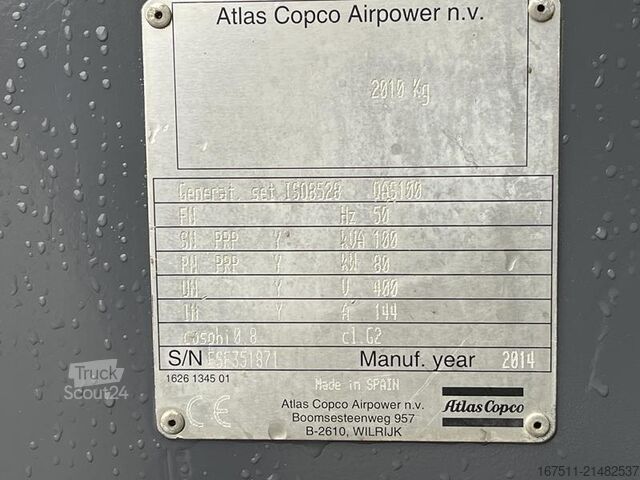 Atlas Copco Airpower n.v.
2010 Kg
Generat. set ISO8528 QAS100
FN Hz 50
SN PRP Y kVA 100
PN PRP Y kW 80
UN Y V 400
IN Y A 144
cosphi 0.8 cl.G2
S/N ESF351871 Manuf. year 2014
1626 1345 01
Made in SPAIN
CE
Atlas Copco Airpower n.v.
Boomsesteenweg 957
B-2610, WILRIJK
Atlas Copco
Truck
Scout24
167511-21482537